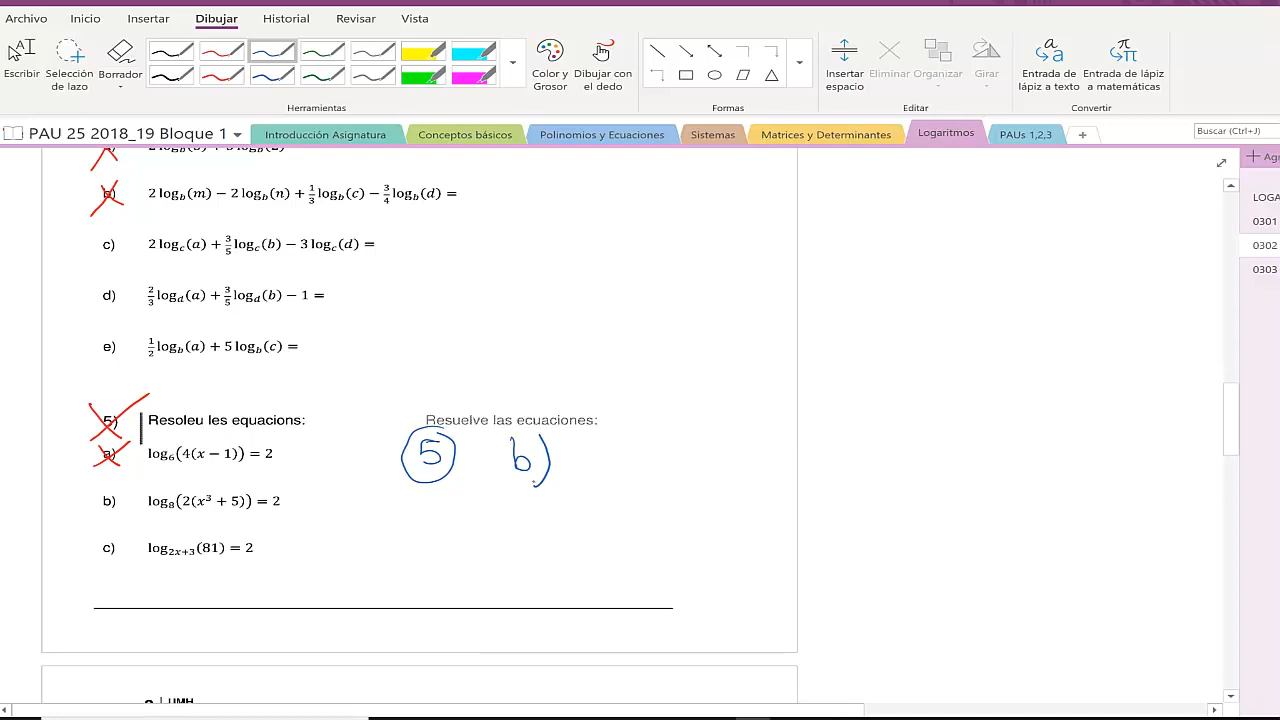 Archivo Inicio Insertar Dibujar Historial Revisar Vista
Escribir Selección de lazo Borrador Color y Grosor Dibujar con el dedo Insertar espacio Eliminar Organizar Girar Entrada de lápiz a texto Entrada de lápiz a matemáticas
Herramientas Formas Editar Convertir
PAU 25 2018_19 Bloque 1 Introducción Asignatura Conceptos básicos Polinomios y Ecuaciones Sistemas Matrices y Determinantes Logaritmos PAUs 1,2,3 + Buscar (Ctrl+J)
2 log_b(m) − 2 log_b(n) + 1/3 log_b(c) − 3/4 log_b(d) =
c) 2 log_c(a) + 3/5 log_c(b) − 3 log_c(d) =
d) 2/3 log_d(a) + 3/5 log_d(b) − 1 =
e) 1/2 log_b(a) + 5 log_b(c) =
5) Resoleu les equacions: Resuelve las ecuaciones:
a) log_6(4(x − 1)) = 2
5 b)
b) log_8(2(x³ + 5)) = 2
c) log_{2x+3}(81) = 2
0301
0302
0303